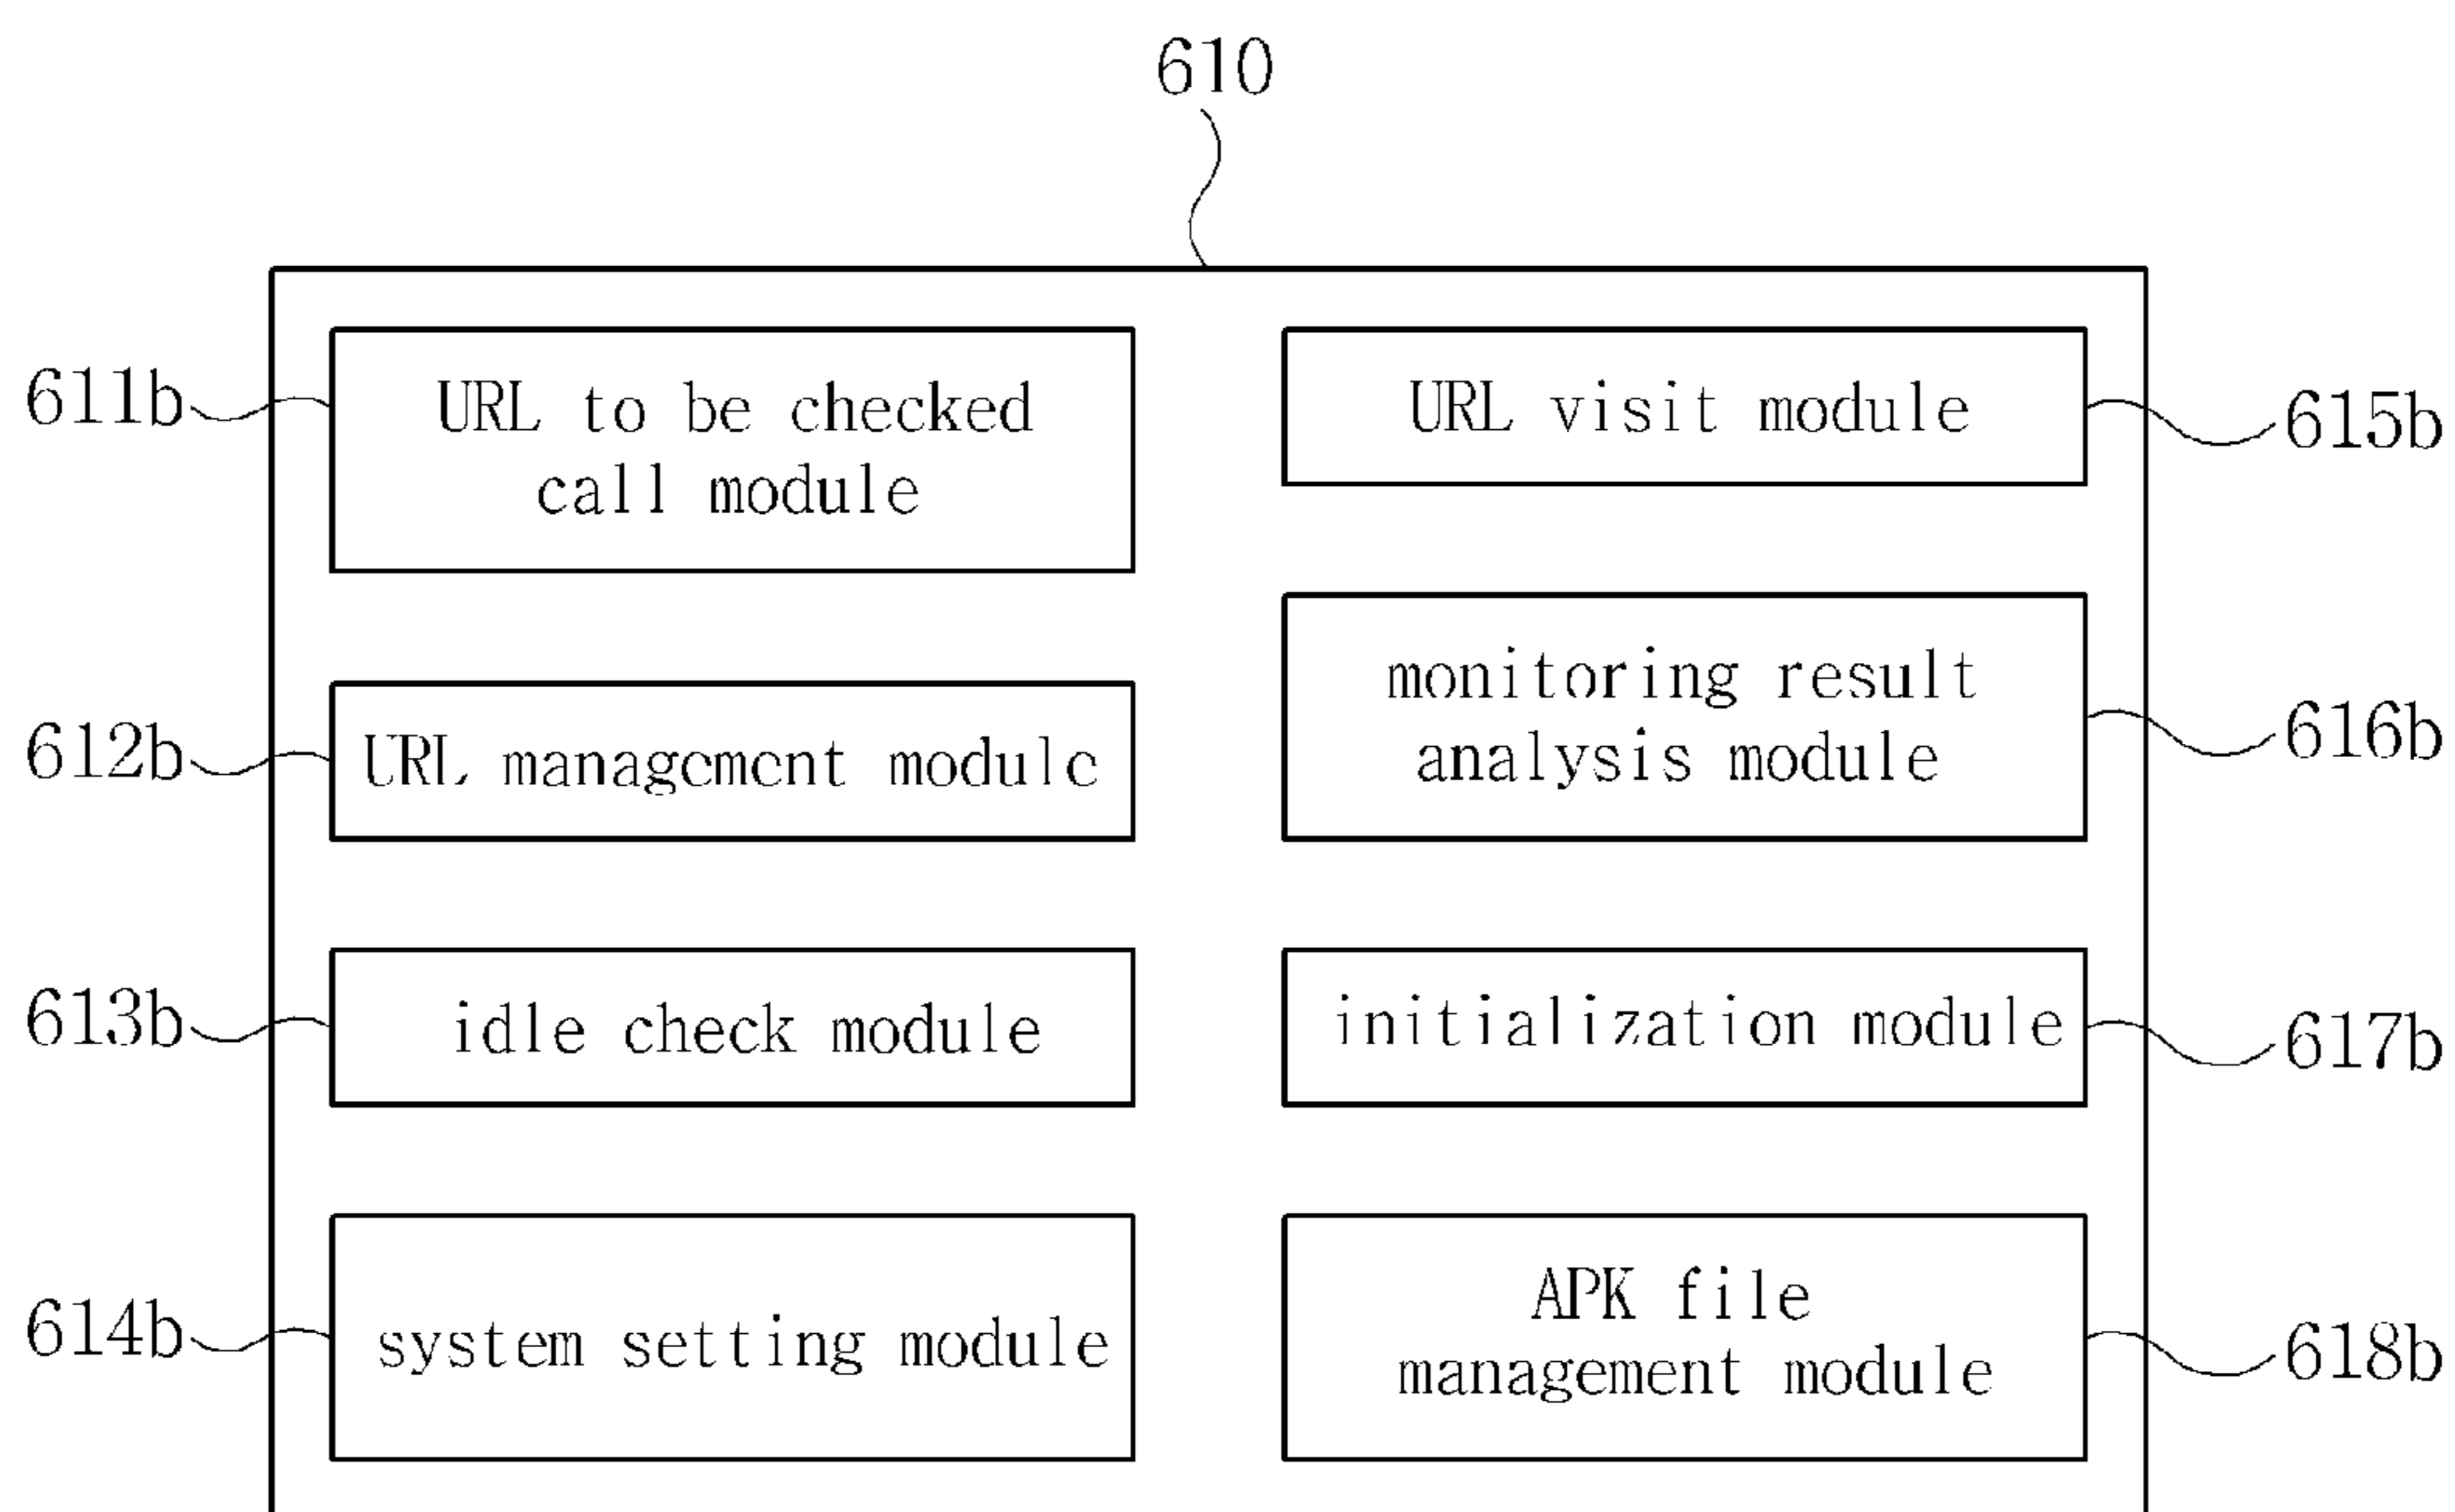 610
611b
URL to be checked
call module
612b
URL management module
613b
idle check module
614b
system setting module
URL visit module
615b
monitoring result
analysis module
616b
initialization module
617b
APK file
management module
618b